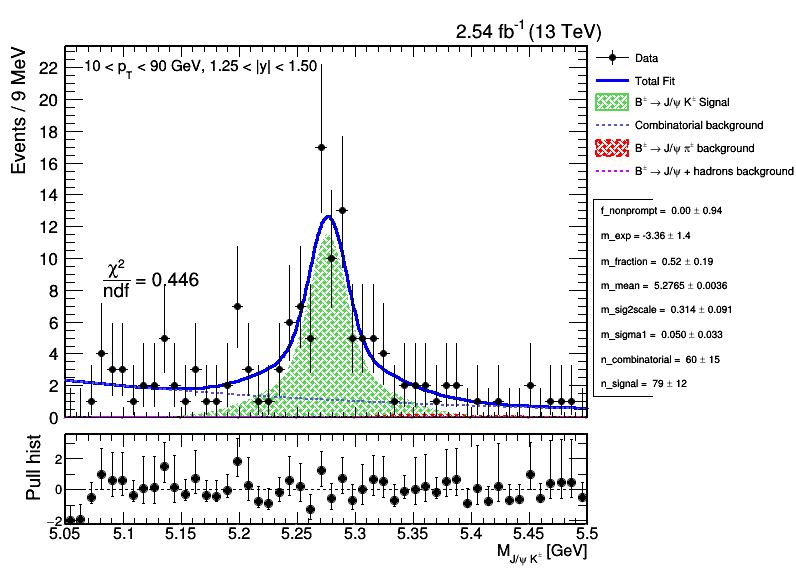 2.54 fb⁻¹ (13 TeV)
Events / 9 MeV
22
20
18
16
14
12
10
8
6
4
2
0
10 < p_T < 90 GeV, 1.25 < |y| < 1.50
χ²/ndf = 0.446
Data
Total Fit
B± → J/ψ K± Signal
Combinatorial background
B± → J/ψ π± background
B± → J/ψ + hadrons background
f_nonprompt = 0.00 ± 0.94
m_exp = -3.36 ± 1.4
m_fraction = 0.52 ± 0.19
m_mean = 5.2765 ± 0.0036
m_sig2scale = 0.314 ± 0.091
m_sigma1 = 0.050 ± 0.033
n_combinatorial = 60 ± 15
n_signal = 79 ± 12
Pull hist
2
0
−2
5.05 5.1 5.15 5.2 5.25 5.3 5.35 5.4 5.45 5.5
M_J/ψ K± [GeV]